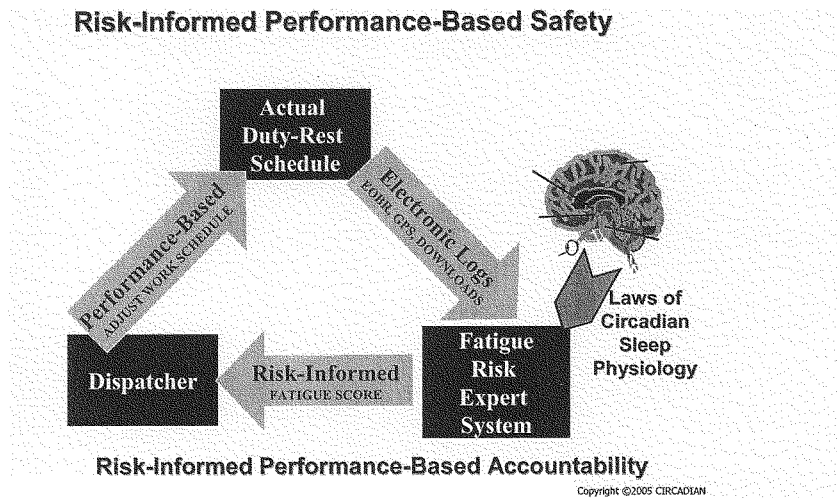 Risk-Informed Performance-Based Safety
Actual
Duty-Rest
Schedule
Performance-Based
ADJUST WORK SCHEDULE
Electronic Logs
EOBR, GPS, DOWNLOADS
Laws of
Circadian
Sleep
Physiology
Dispatcher
Risk-Informed
FATIGUE SCORE
Fatigue
Risk
Expert
System
Risk-Informed Performance-Based Accountability
Copyright ©2005 CIRCADIAN